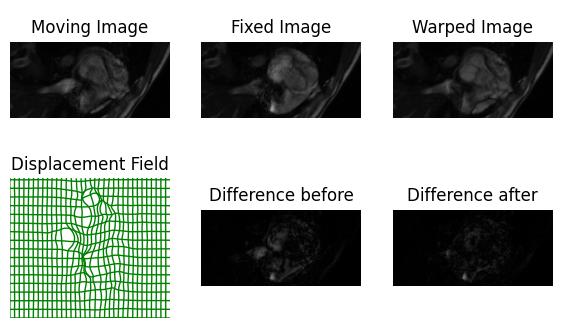 Moving Image
Fixed Image
Warped Image
Displacement Field
Difference before
Difference after